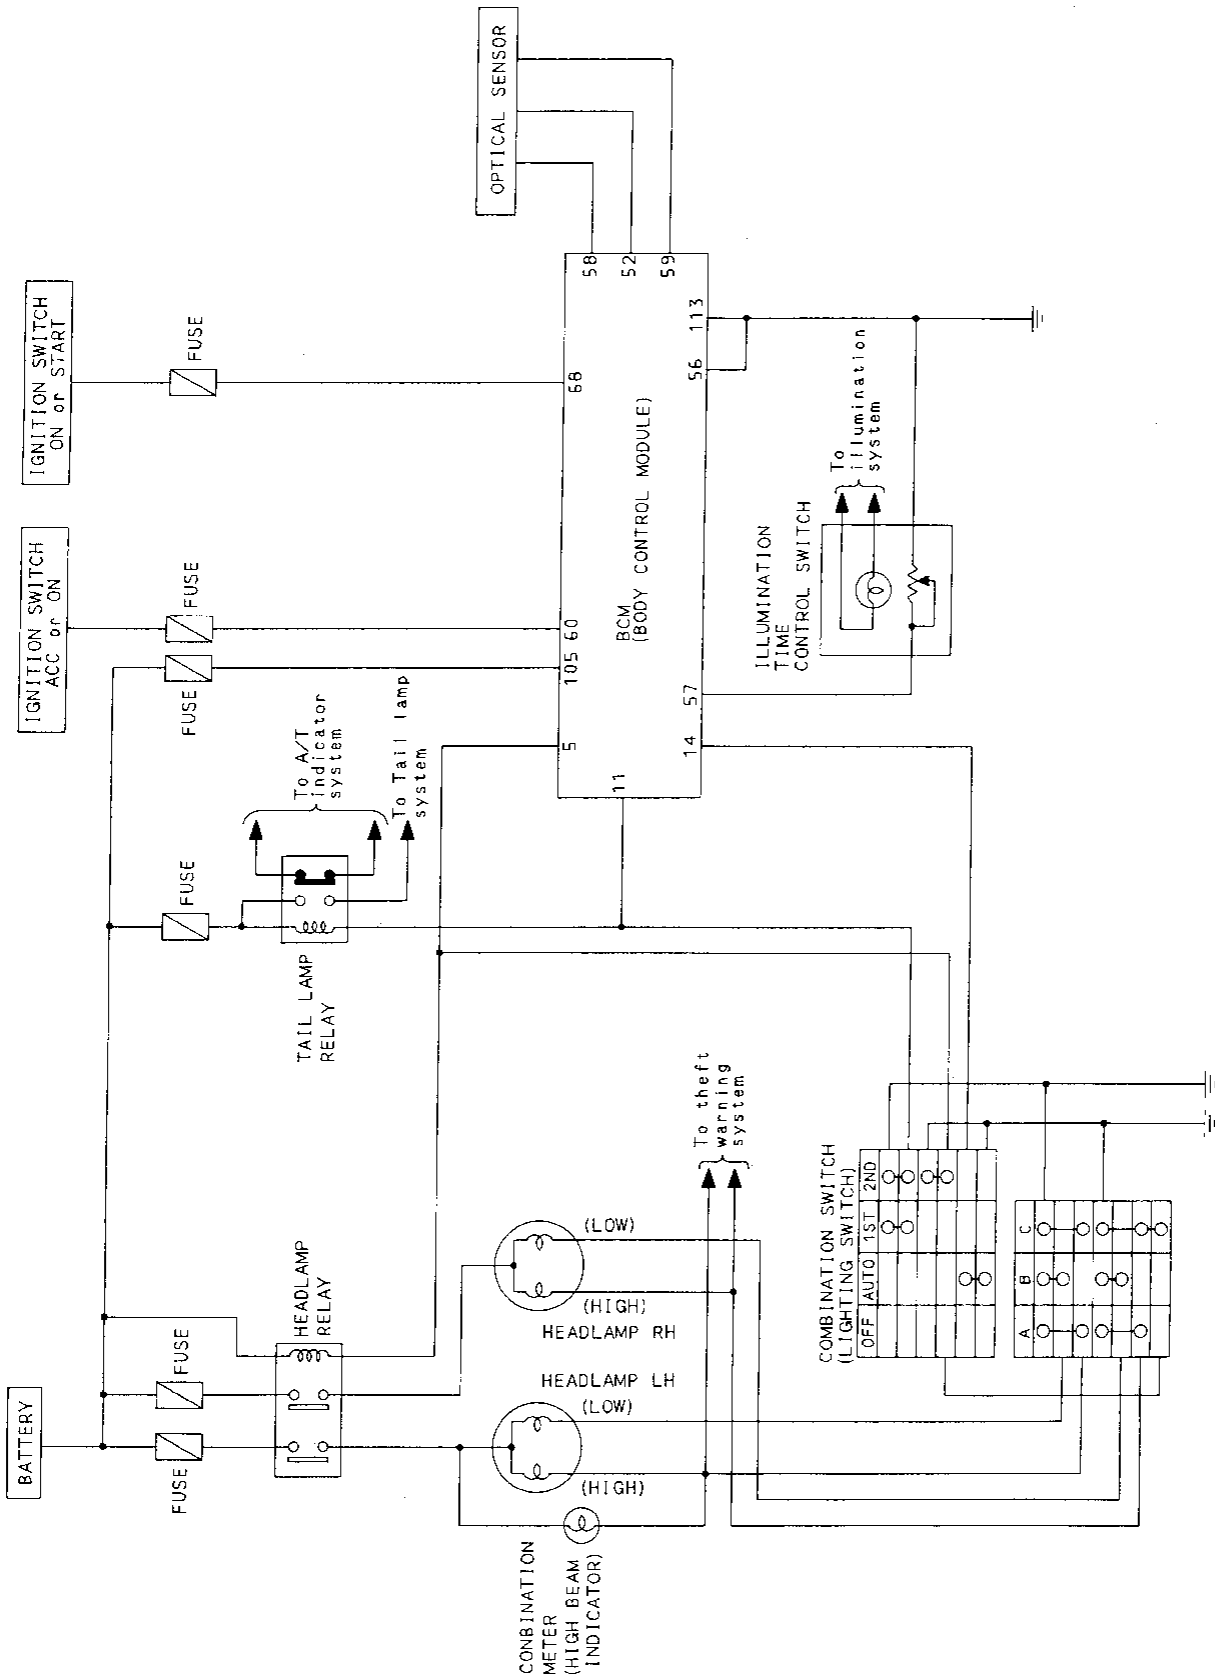 BATTERY
FUSE
FUSE
HEADLAMP
RELAY
CONBINATION
METER
(HIGH BEAM
INDICATOR)
HEADLAMP LH
(LOW)
(HIGH)
HEADLAMP RH
(LOW)
(HIGH)
To theft
warning
system
COMBINATION SWITCH
(LIGHTING SWITCH)
OFF
AUTO
1ST
2ND
A
B
C
TAIL LAMP
RELAY
FUSE
To A/T
indicator
system
To Tail lamp
system
IGNITION SWITCH
ACC or ON
FUSE
FUSE
IGNITION SWITCH
ON or START
FUSE
5
105
60
68
11
BCM
(BODY CONTROL MODULE)
58
52
59
14
57
56
113
OPTICAL SENSOR
ILLUMINATION
TIME
CONTROL SWITCH
To
illumination
system